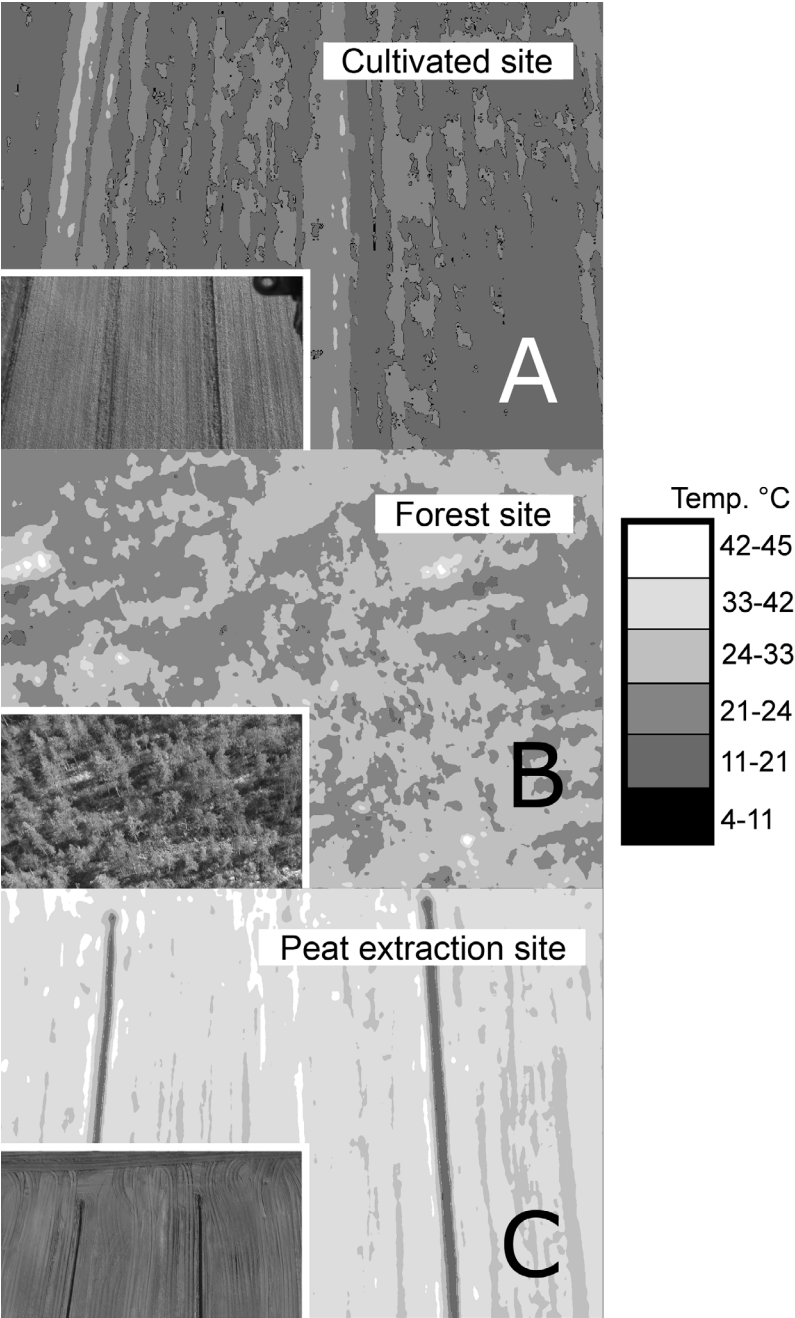 Cultivated site
A
Forest site
B
Peat extraction site
C
Temp. °C
42-45
33-42
24-33
21-24
11-21
4-11